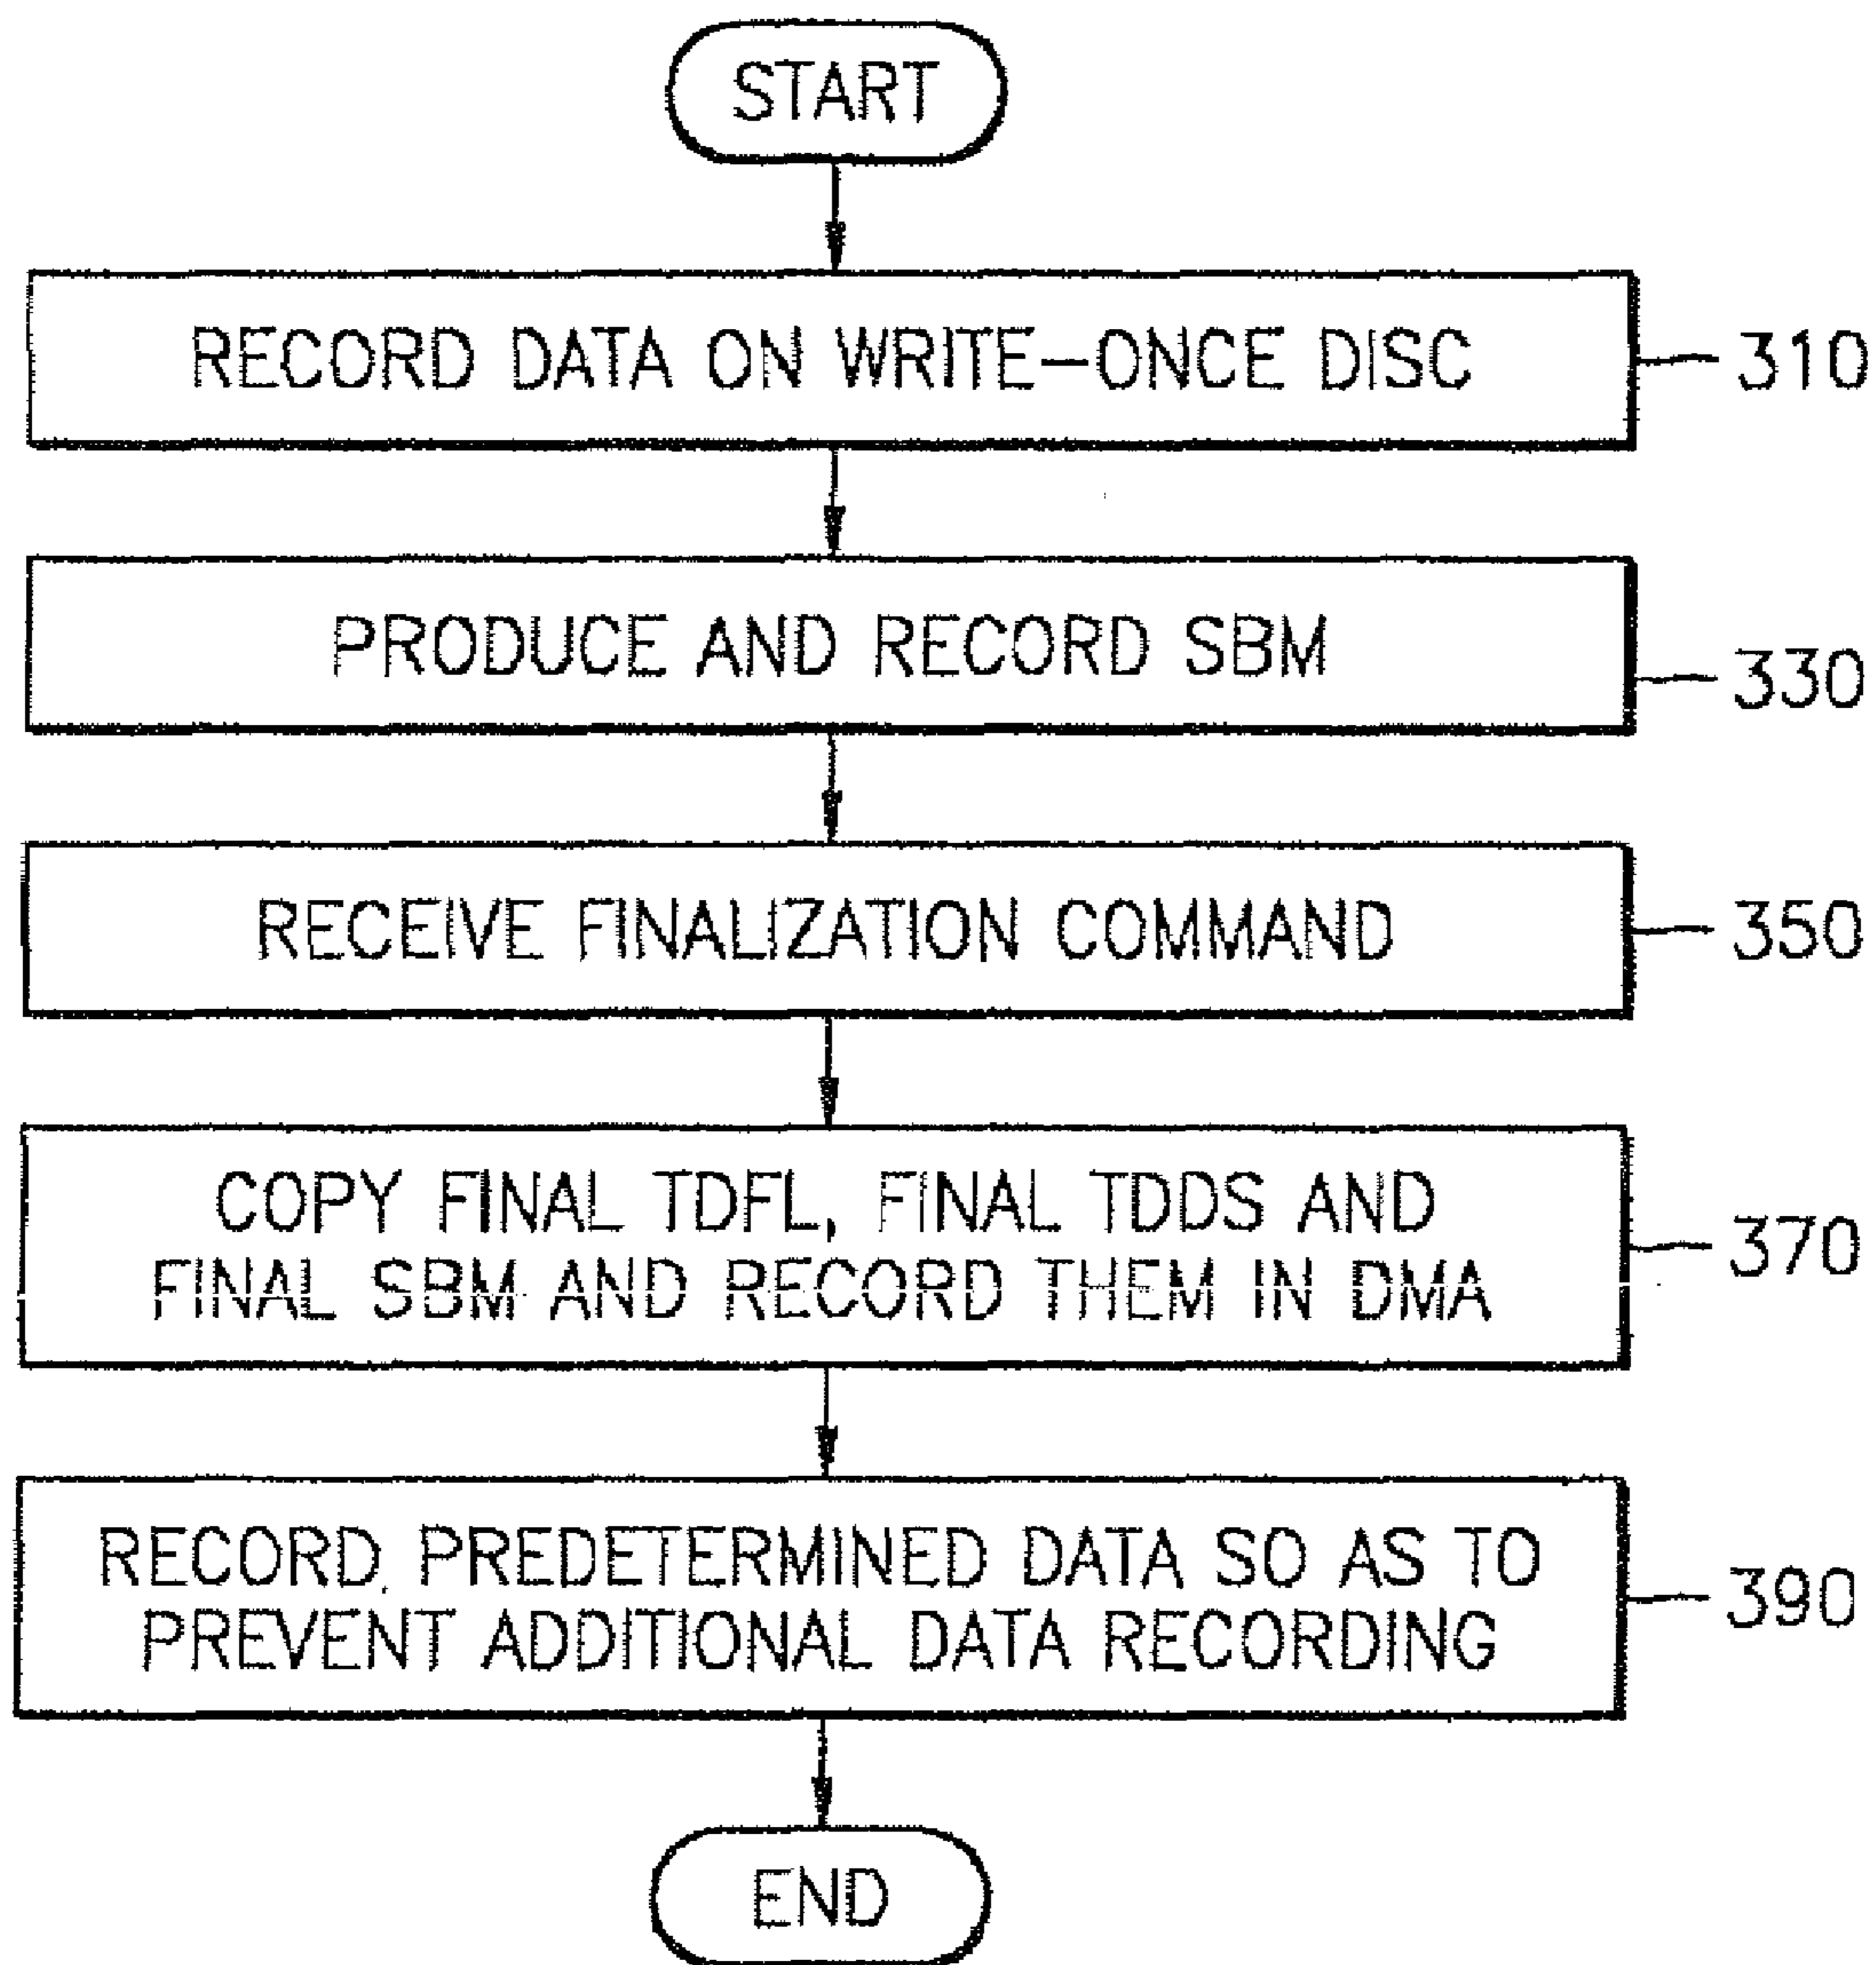 START
RECORD DATA ON WRITE-ONCE DISC
310
PRODUCE AND RECORD SBM
330
RECEIVE FINALIZATION COMMAND
350
COPY FINAL TDFL, FINAL TDDS AND
FINAL SBM AND RECORD THEM IN DMA
370
RECORD PREDETERMINED DATA SO AS TO
PREVENT ADDITIONAL DATA RECORDING
390
END